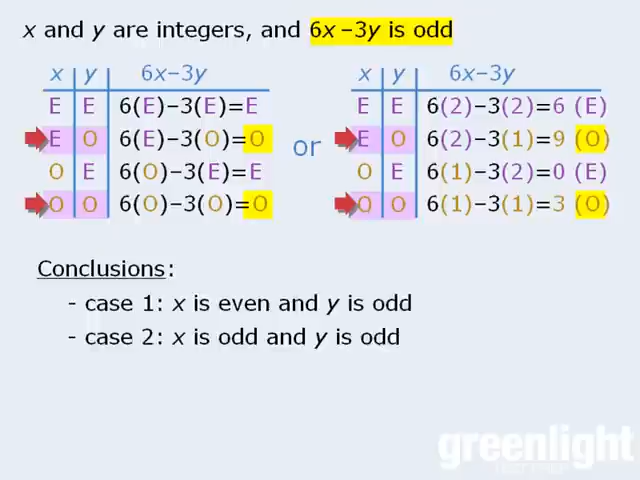 x and y are integers, and 6x−3y is odd
x y 6x−3y
E E 6(E)−3(E)=E
E O 6(E)−3(O)=O
O E 6(O)−3(E)=E
O O 6(O)−3(O)=O
or
x y 6x−3y
E E 6(2)−3(2)=6 (E)
E O 6(2)−3(1)=9 (O)
O E 6(1)−3(2)=0 (E)
O O 6(1)−3(1)=3 (O)
Conclusions:
- case 1: x is even and y is odd
- case 2: x is odd and y is odd
greenlight